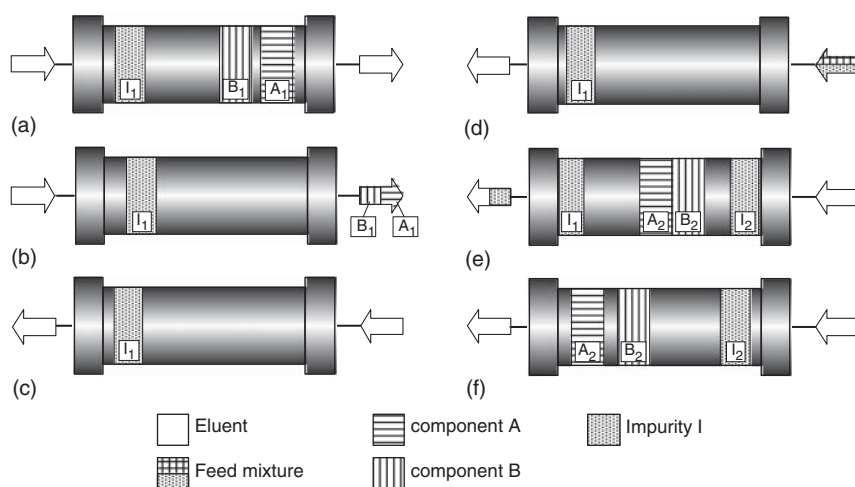 I1
B1
A1
(a)
I1
B1
A1
(b)
I1
(c)
I1
(d)
I1
A2
B2
I2
(e)
A2
B2
I2
(f)
Eluent
component A
Impurity I
Feed mixture
component B